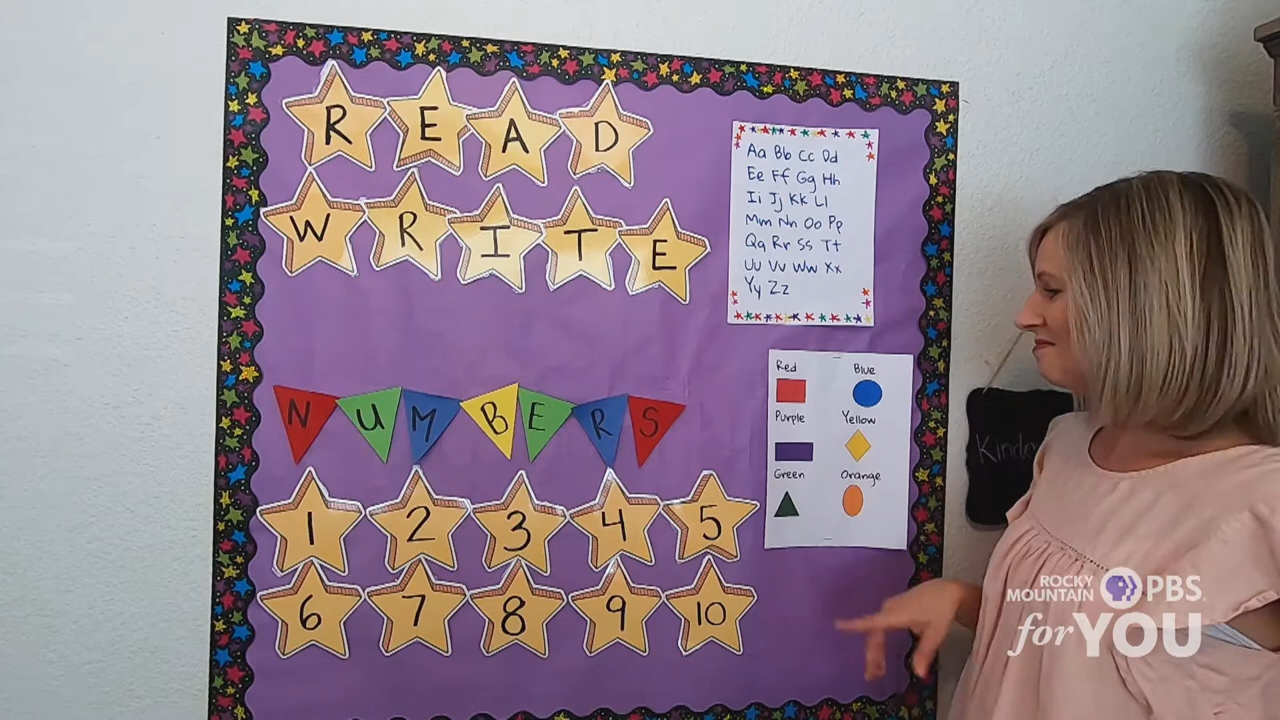 READ
WRITE
Aa Bb Cc Dd
Ee Ff Gg Hh
Ii Jj Kk Ll
Mm Nn Oo Pp
Qq Rr Ss Tt
Uu Vv Ww Xx
Yy Zz
NUMBERS
1 2 3 4 5
6 7 8 9 10
Red Blue
Purple Yellow
Green Orange
ROCKY
MOUNTAIN PBS
for YOU